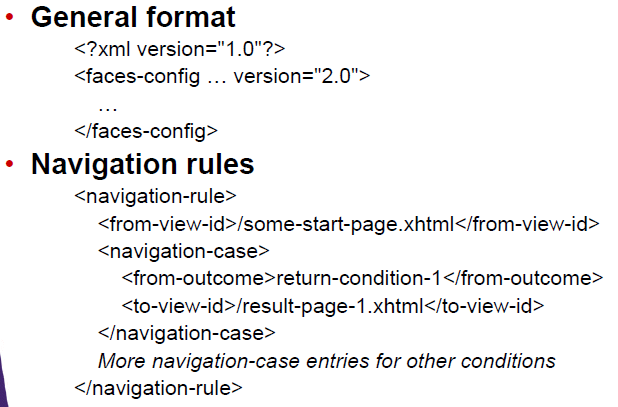 • General format
<?xml version="1.0"?>
<faces-config … version="2.0">
…
</faces-config>
• Navigation rules
<navigation-rule>
<from-view-id>/some-start-page.xhtml</from-view-id>
<navigation-case>
<from-outcome>return-condition-1</from-outcome>
<to-view-id>/result-page-1.xhtml</to-view-id>
</navigation-case>
More navigation-case entries for other conditions
</navigation-rule>